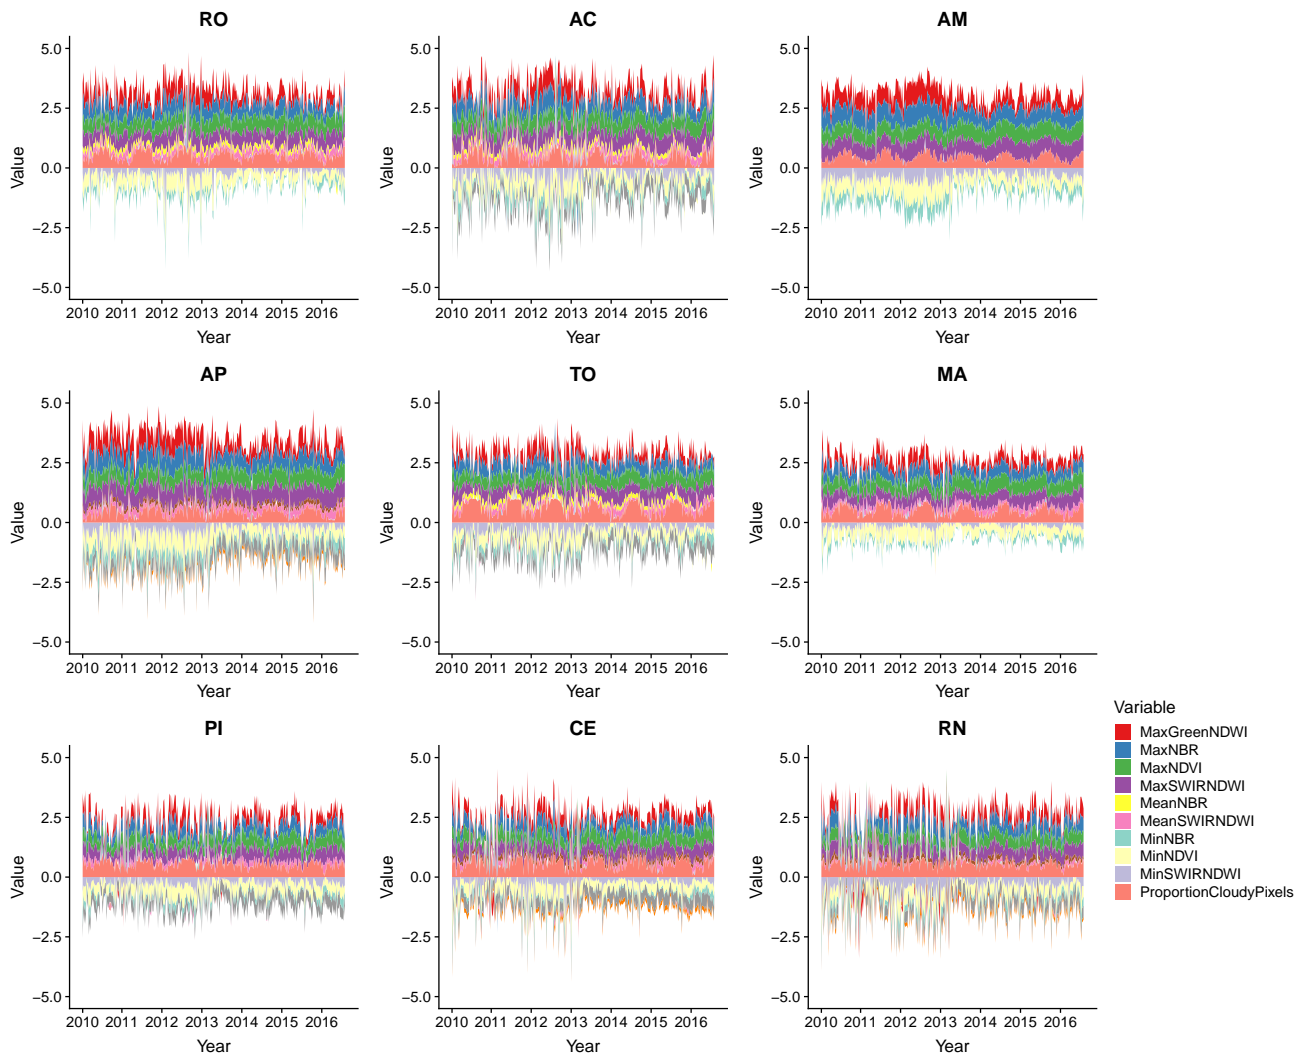 RO AC AM
5.0 5.0 5.0
2.5 2.5 2.5
Value Value Value
0.0 0.0 0.0
−2.5 −2.5 −2.5
−5.0 −5.0 −5.0
2010 2011 2012 2013 2014 2015 2016 2010 2011 2012 2013 2014 2015 2016 2010 2011 2012 2013 2014 2015 2016
Year Year Year
AP TO MA
5.0 5.0 5.0
2.5 2.5 2.5
Value Value Value
0.0 0.0 0.0
−2.5 −2.5 −2.5
−5.0 −5.0 −5.0
2010 2011 2012 2013 2014 2015 2016 2010 2011 2012 2013 2014 2015 2016 2010 2011 2012 2013 2014 2015 2016
Year Year Year
PI CE RN
5.0 5.0 5.0
2.5 2.5 2.5
Value Value Value
0.0 0.0 0.0
−2.5 −2.5 −2.5
−5.0 −5.0 −5.0
2010 2011 2012 2013 2014 2015 2016 2010 2011 2012 2013 2014 2015 2016 2010 2011 2012 2013 2014 2015 2016
Year Year Year
Variable
MaxGreenNDWI
MaxNBR
MaxNDVI
MaxSWIRNDWI
MeanNBR
MeanSWIRNDWI
MinNBR
MinNDVI
MinSWIRNDWI
ProportionCloudyPixels